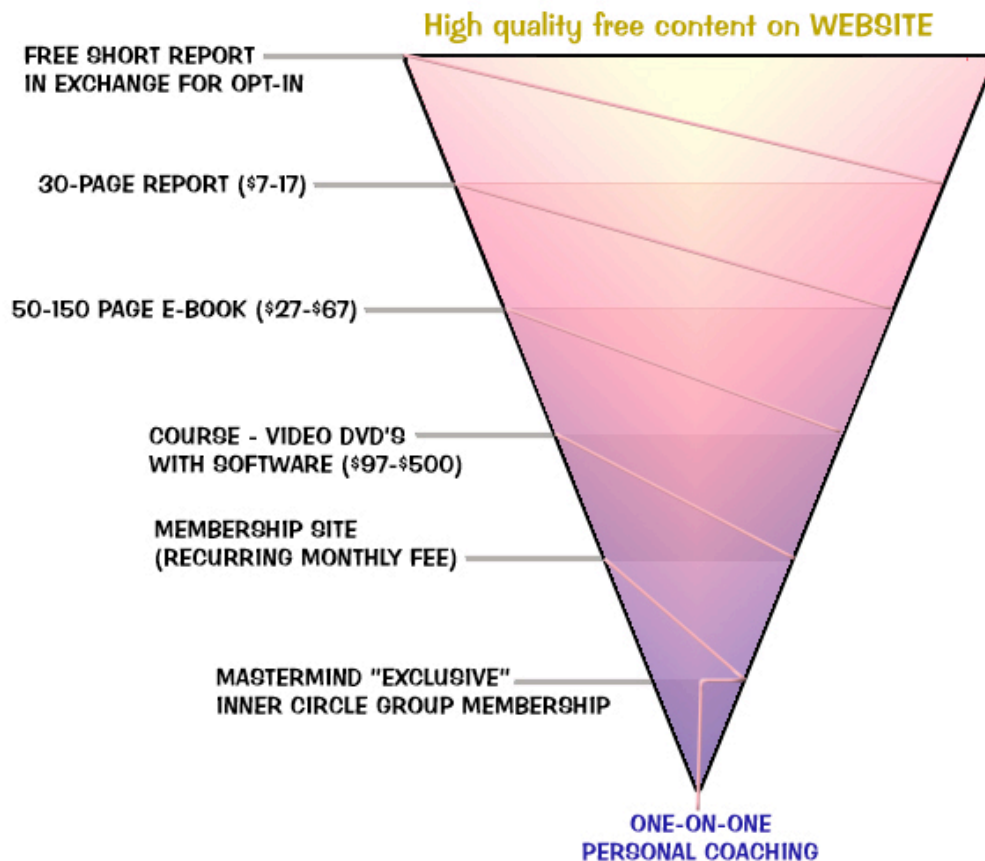 High quality free content on WEBSITE
FREE SHORT REPORT
IN EXCHANGE FOR OPT-IN
30-PAGE REPORT ($7-17)
50-150 PAGE E-BOOK ($27-$67)
COURSE - VIDEO DVD'S
WITH SOFTWARE ($97-$500)
MEMBERSHIP SITE
(RECURRING MONTHLY FEE)
MASTERMIND "EXCLUSIVE"
INNER CIRCLE GROUP MEMBERSHIP
ONE-ON-ONE
PERSONAL COACHING